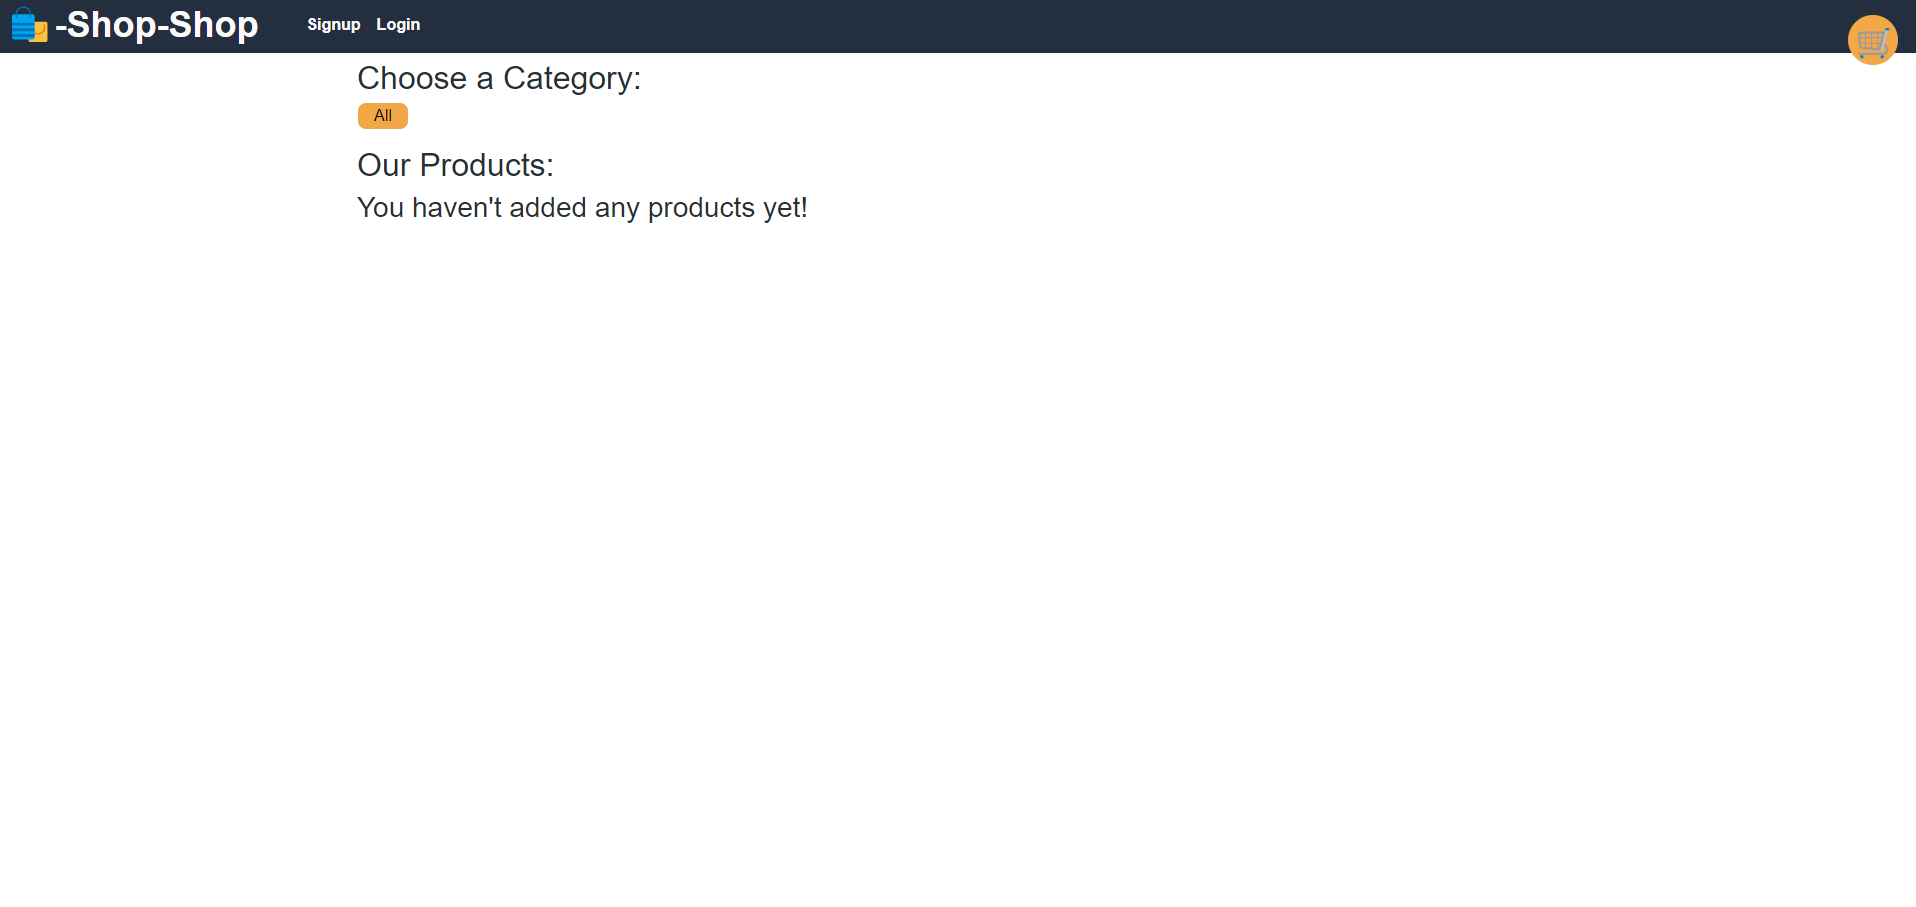 -Shop-Shop Signup Login
Choose a Category:
All
Our Products:
You haven't added any products yet!